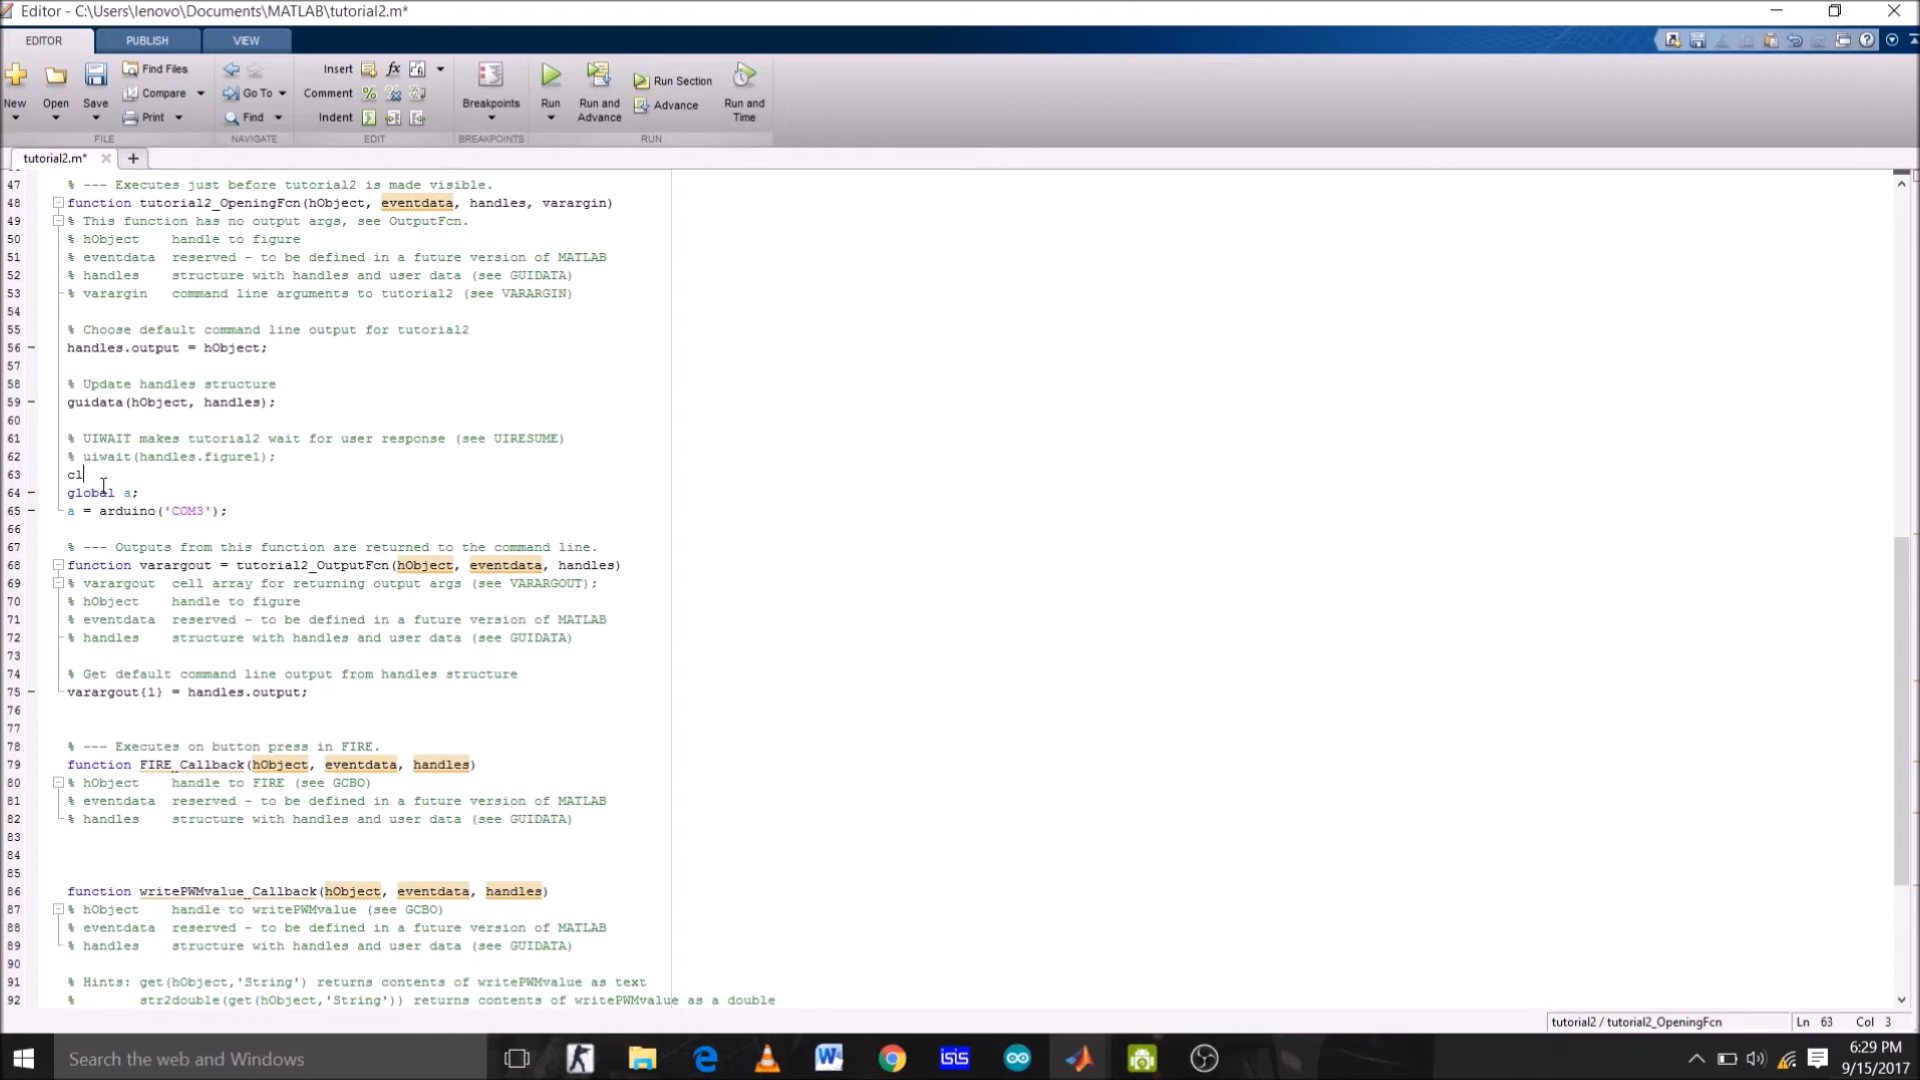 Editor - C:\Users\lenovo\Documents\MATLAB\tutorial2.m*
EDITOR PUBLISH VIEW
New Open Save Find Files Compare Print Go To Find Insert Comment Indent Breakpoints Run Run and Advance Run Section Advance Run and Time
FILE NAVIGATE EDIT BREAKPOINTS RUN
tutorial2.m*
47 % --- Executes just before tutorial2 is made visible.
48 function tutorial2_OpeningFcn(hObject, eventdata, handles, varargin)
49 % This function has no output args, see OutputFcn.
50 % hObject    handle to figure
51 % eventdata  reserved - to be defined in a future version of MATLAB
52 % handles    structure with handles and user data (see GUIDATA)
53 % varargin   command line arguments to tutorial2 (see VARARGIN)
54
55 % Choose default command line output for tutorial2
56 handles.output = hObject;
57
58 % Update handles structure
59 guidata(hObject, handles);
60
61 % UIWAIT makes tutorial2 wait for user response (see UIRESUME)
62 % uiwait(handles.figure1);
63 cl
64 global a;
65 a = arduino('COM3');
66
67 % --- Outputs from this function are returned to the command line.
68 function varargout = tutorial2_OutputFcn(hObject, eventdata, handles)
69 % varargout  cell array for returning output args (see VARARGOUT);
70 % hObject    handle to figure
71 % eventdata  reserved - to be defined in a future version of MATLAB
72 % handles    structure with handles and user data (see GUIDATA)
73
74 % Get default command line output from handles structure
75 varargout{1} = handles.output;
76
77
78 % --- Executes on button press in FIRE.
79 function FIRE_Callback(hObject, eventdata, handles)
80 % hObject    handle to FIRE (see GCBO)
81 % eventdata  reserved - to be defined in a future version of MATLAB
82 % handles    structure with handles and user data (see GUIDATA)
83
84
85
86 function writePWMvalue_Callback(hObject, eventdata, handles)
87 % hObject    handle to writePWMvalue (see GCBO)
88 % eventdata  reserved - to be defined in a future version of MATLAB
89 % handles    structure with handles and user data (see GUIDATA)
90
91 % Hints: get(hObject,'String') returns contents of writePWMvalue as text
92 %        str2double(get(hObject,'String')) returns contents of writePWMvalue as a double
tutorial2 / tutorial2_OpeningFcn Ln 63 Col 3
Search the web and Windows
isis
6:29 PM
9/15/2017